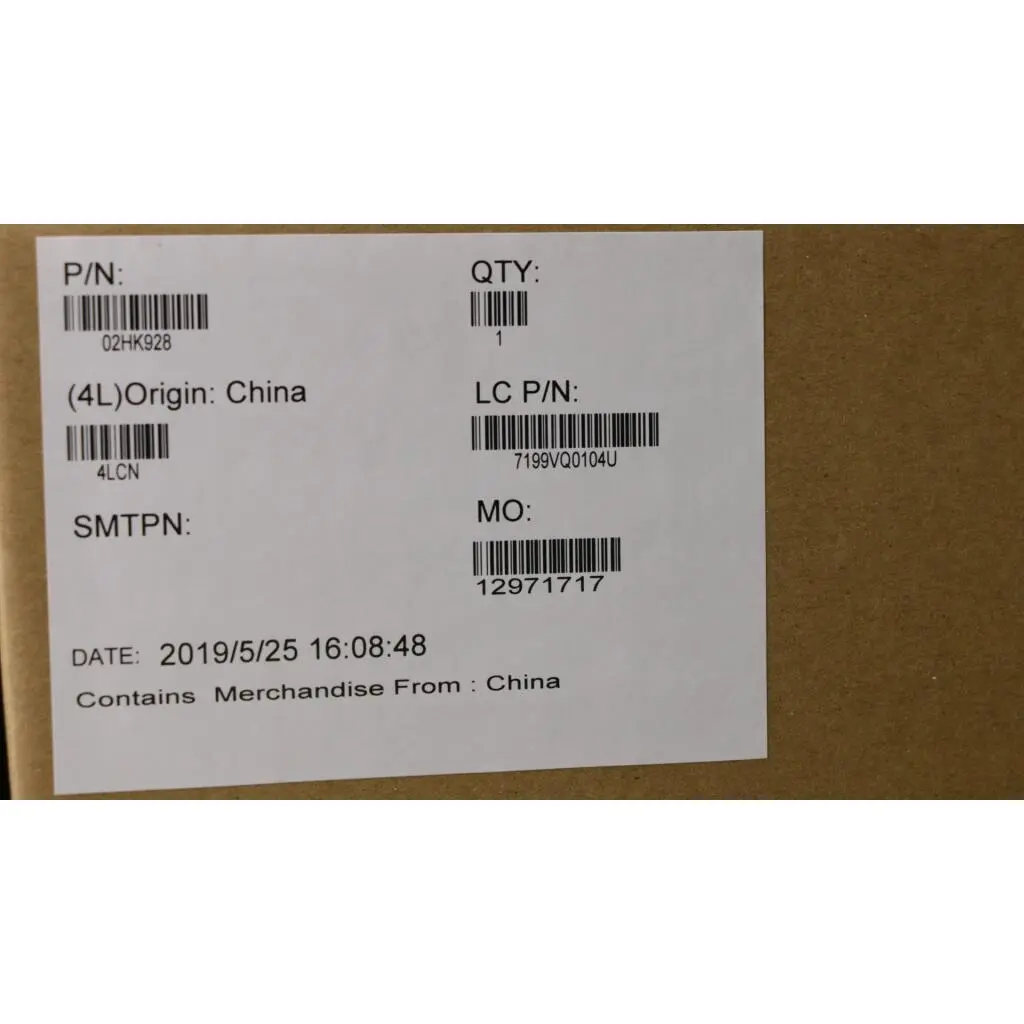 P/N:
02HK928
QTY:
1
(4L)Origin: China
4LCN
LC P/N:
7199VQ0104U
SMTPN:
MO:
12971717
DATE: 2019/5/25 16:08:48
Contains Merchandise From : China